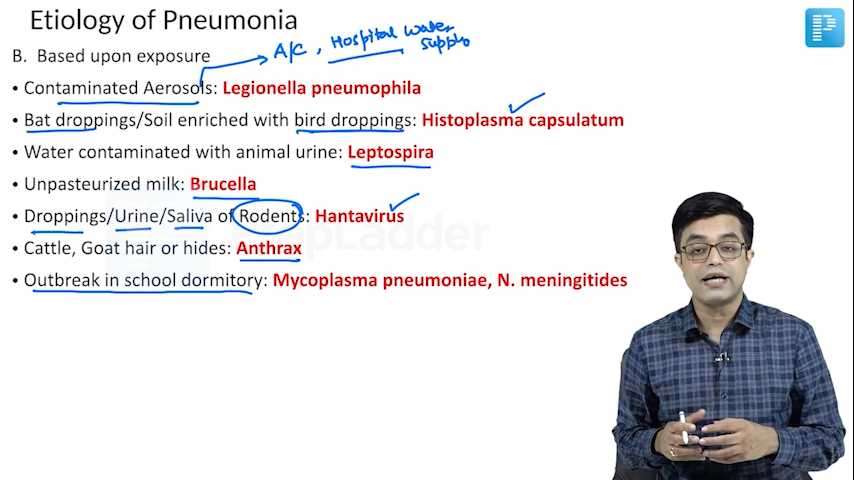 Etiology of Pneumonia
A/C, Hospital water supply
B. Based upon exposure
• Contaminated Aerosols: Legionella pneumophila
• Bat droppings/Soil enriched with bird droppings: Histoplasma capsulatum
• Water contaminated with animal urine: Leptospira
• Unpasteurized milk: Brucella
• Droppings/Urine/Saliva of Rodents: Hantavirus
• Cattle, Goat hair or hides: Anthrax
• Outbreak in school dormitory: Mycoplasma pneumoniae, N. meningitides